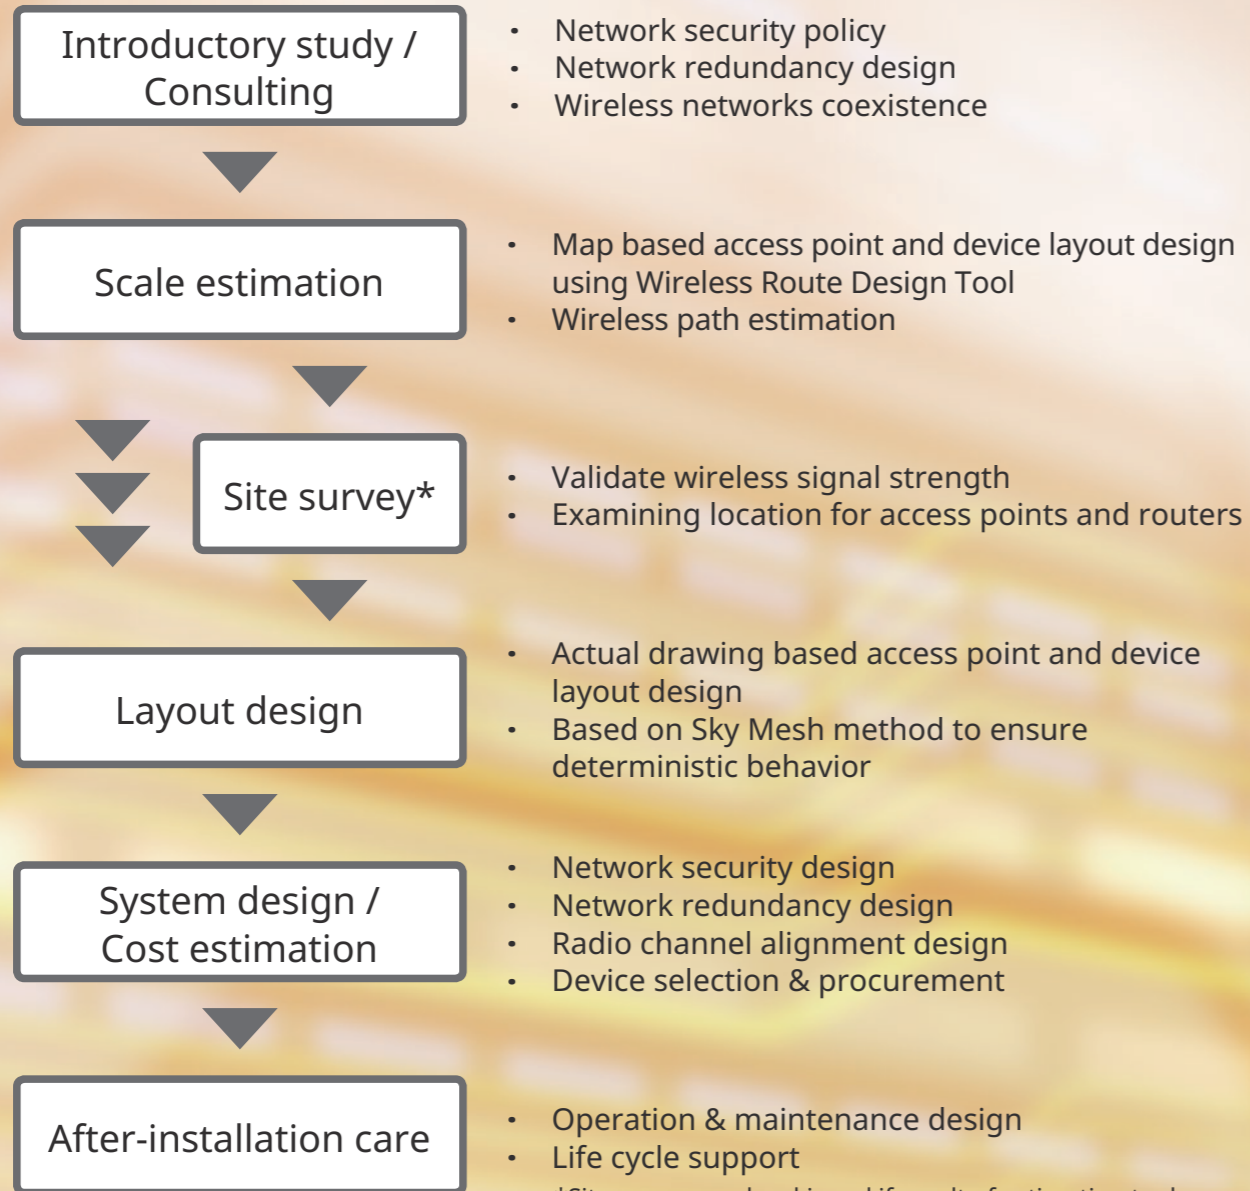 Introductory study /
Consulting
・ Network security policy
・ Network redundancy design
・ Wireless networks coexistence
Scale estimation
・ Map based access point and device layout design
using Wireless Route Design Tool
・ Wireless path estimation
Site survey*
・ Validate wireless signal strength
・ Examining location for access points and routers
Layout design
・ Actual drawing based access point and device
layout design
・ Based on Sky Mesh method to ensure
deterministic behavior
System design /
Cost estimation
・ Network security design
・ Network redundancy design
・ Radio channel alignment design
・ Device selection & procurement
After-installation care
・ Operation & maintenance design
・ Life cycle support